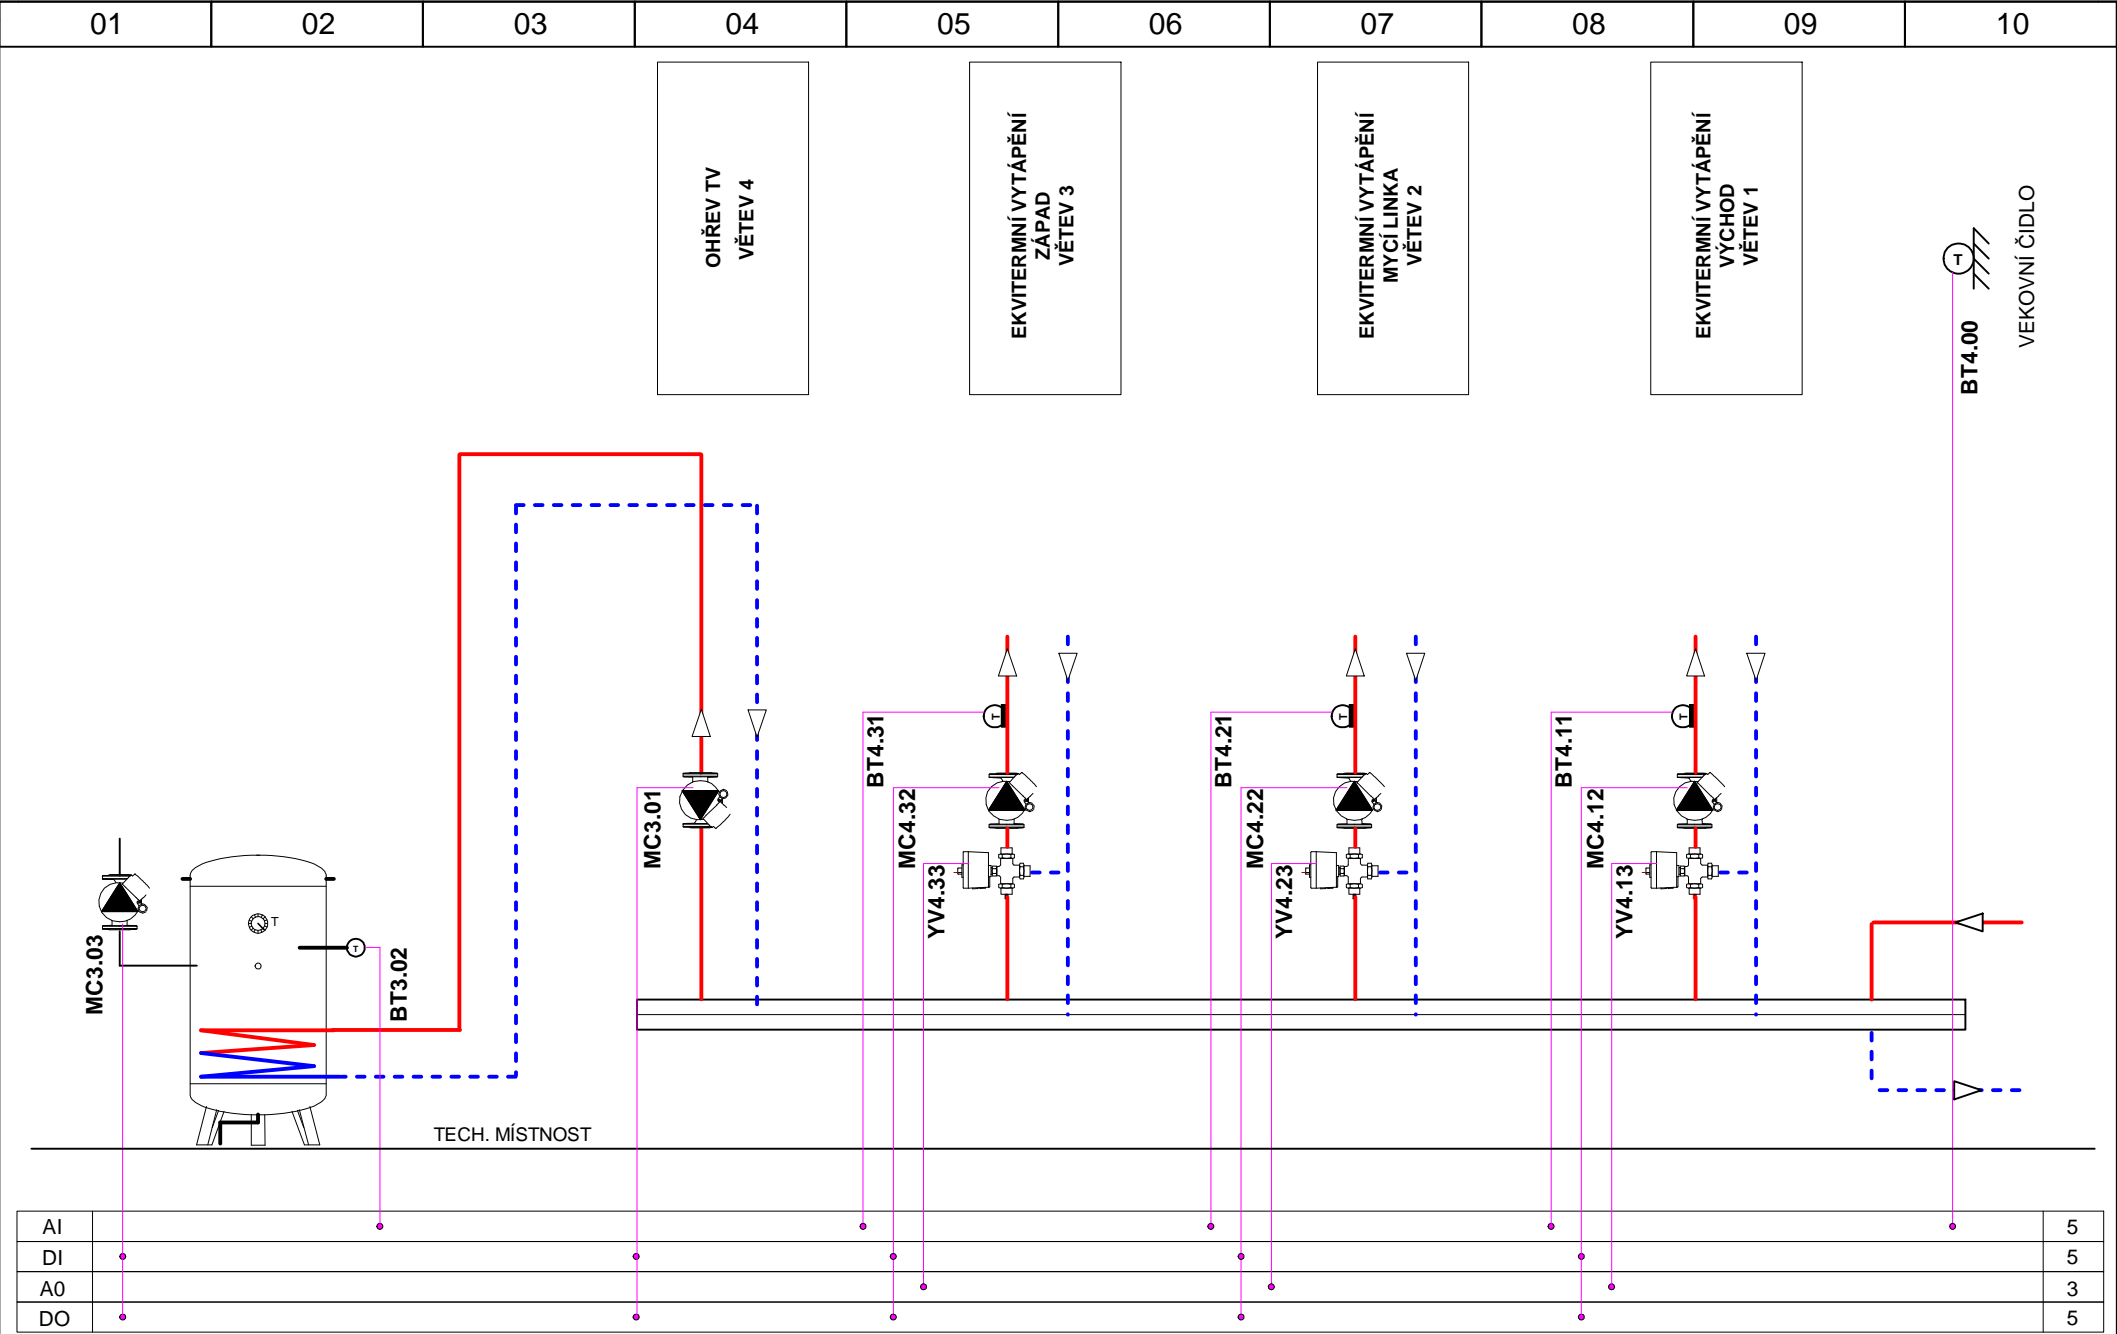 01 02 03 04 05 06 07 08 09 10
OHŘEV TV
VĚTEV 4
EKVITERMNÍ VYTÁPĚNÍ
ZÁPAD
VĚTEV 3
EKVITERMNÍ VYTÁPĚNÍ
MYCÍ LINKA
VĚTEV 2
EKVITERMNÍ VYTÁPĚNÍ
VÝCHOD
VĚTEV 1
T
BT4.00
VEKOVNÍ ČIDLO
MC3.03
T
T
BT3.02
MC3.01
BT4.31
T
MC4.32
YV4.33
BT4.21
T
MC4.22
YV4.23
BT4.11
T
MC4.12
YV4.13
TECH. MÍSTNOST
AI 5
DI 5
A0 3
DO 5